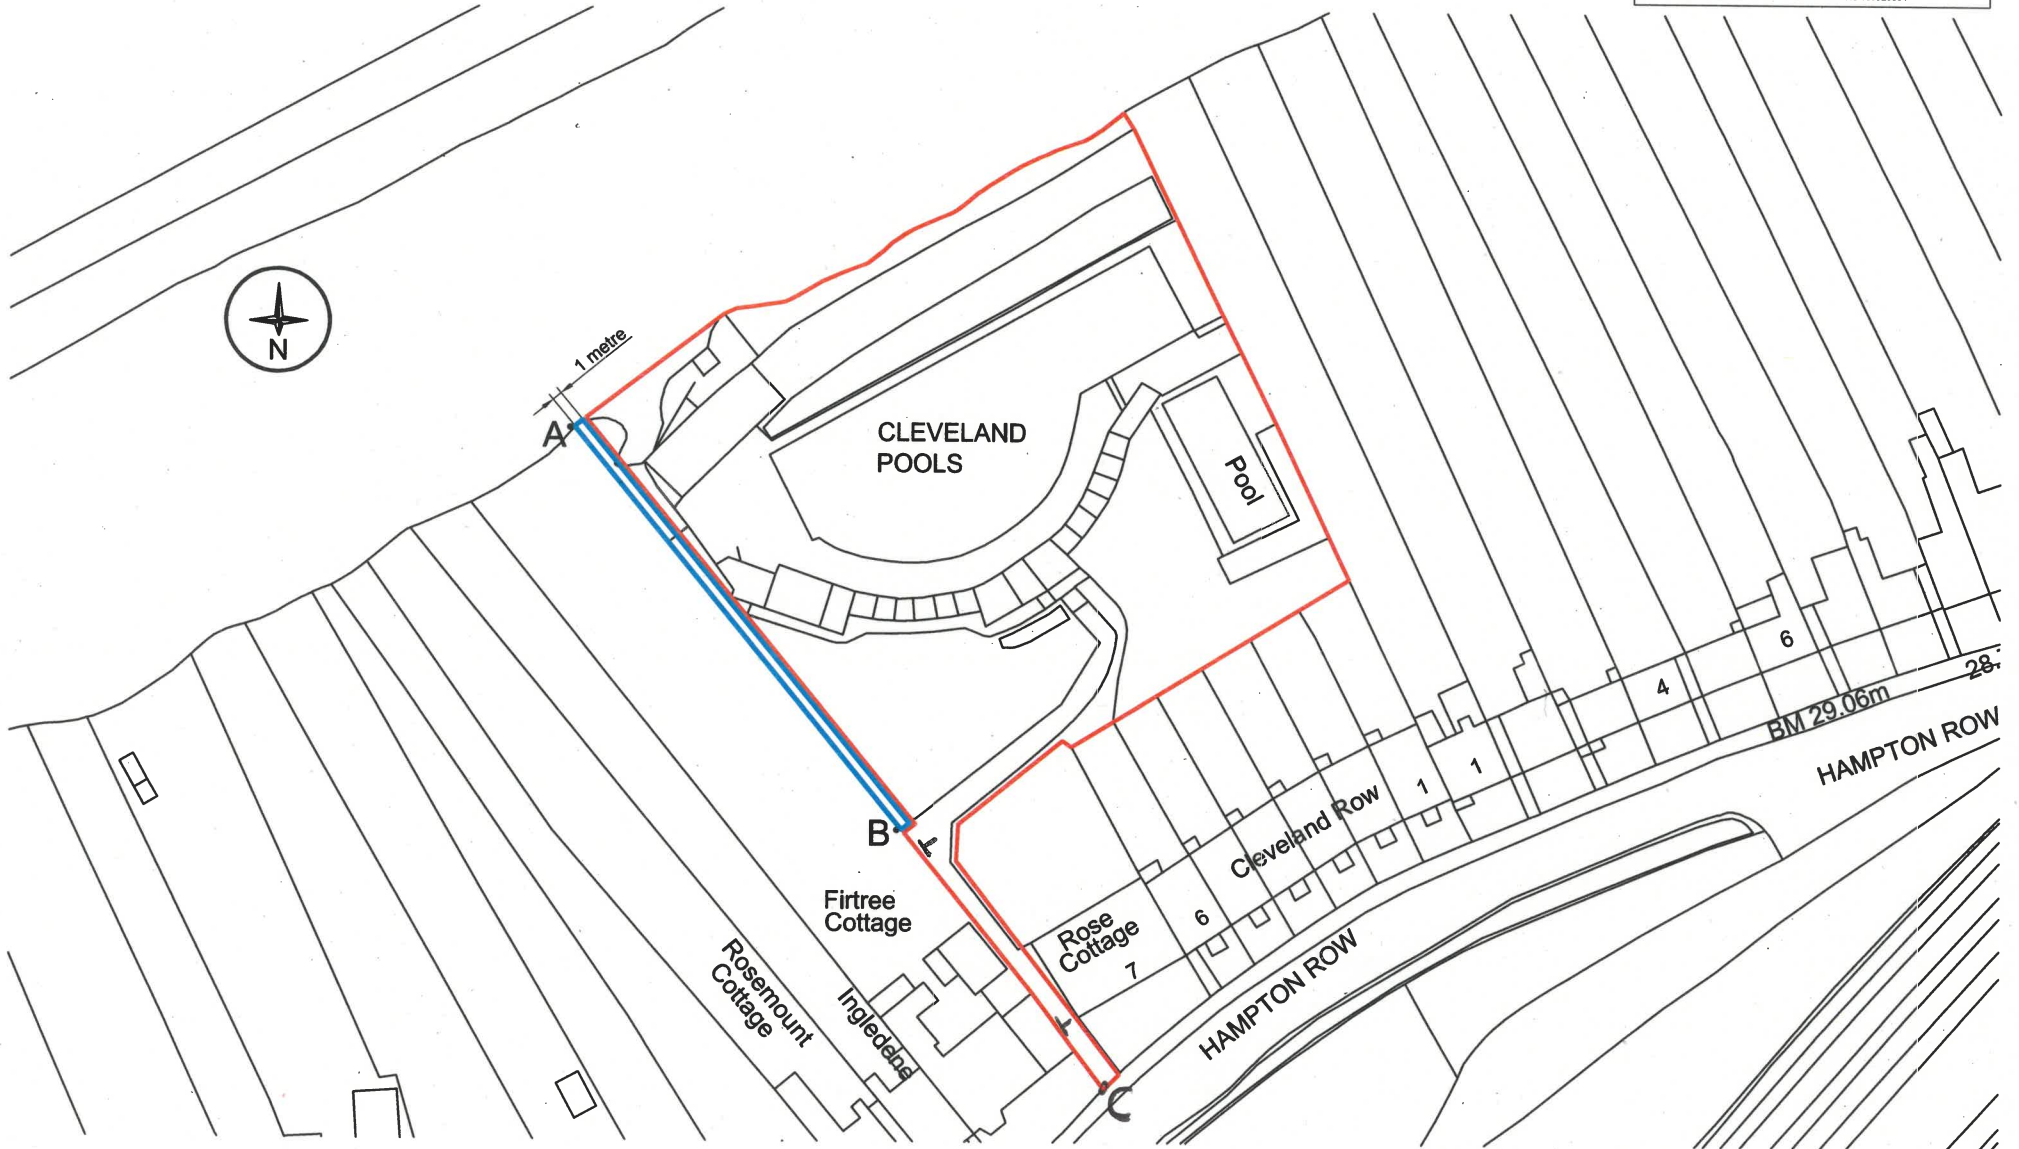 N
1 metre
A
CLEVELAND
POOLS
Pool
B
Firtree
Cottage
Rosemount
Cottage
Ingledene
Rose
Cottage
7
6
Cleveland Row
1
1
4
6
BM 29.06m
28.
HAMPTON ROW
HAMPTON ROW
C